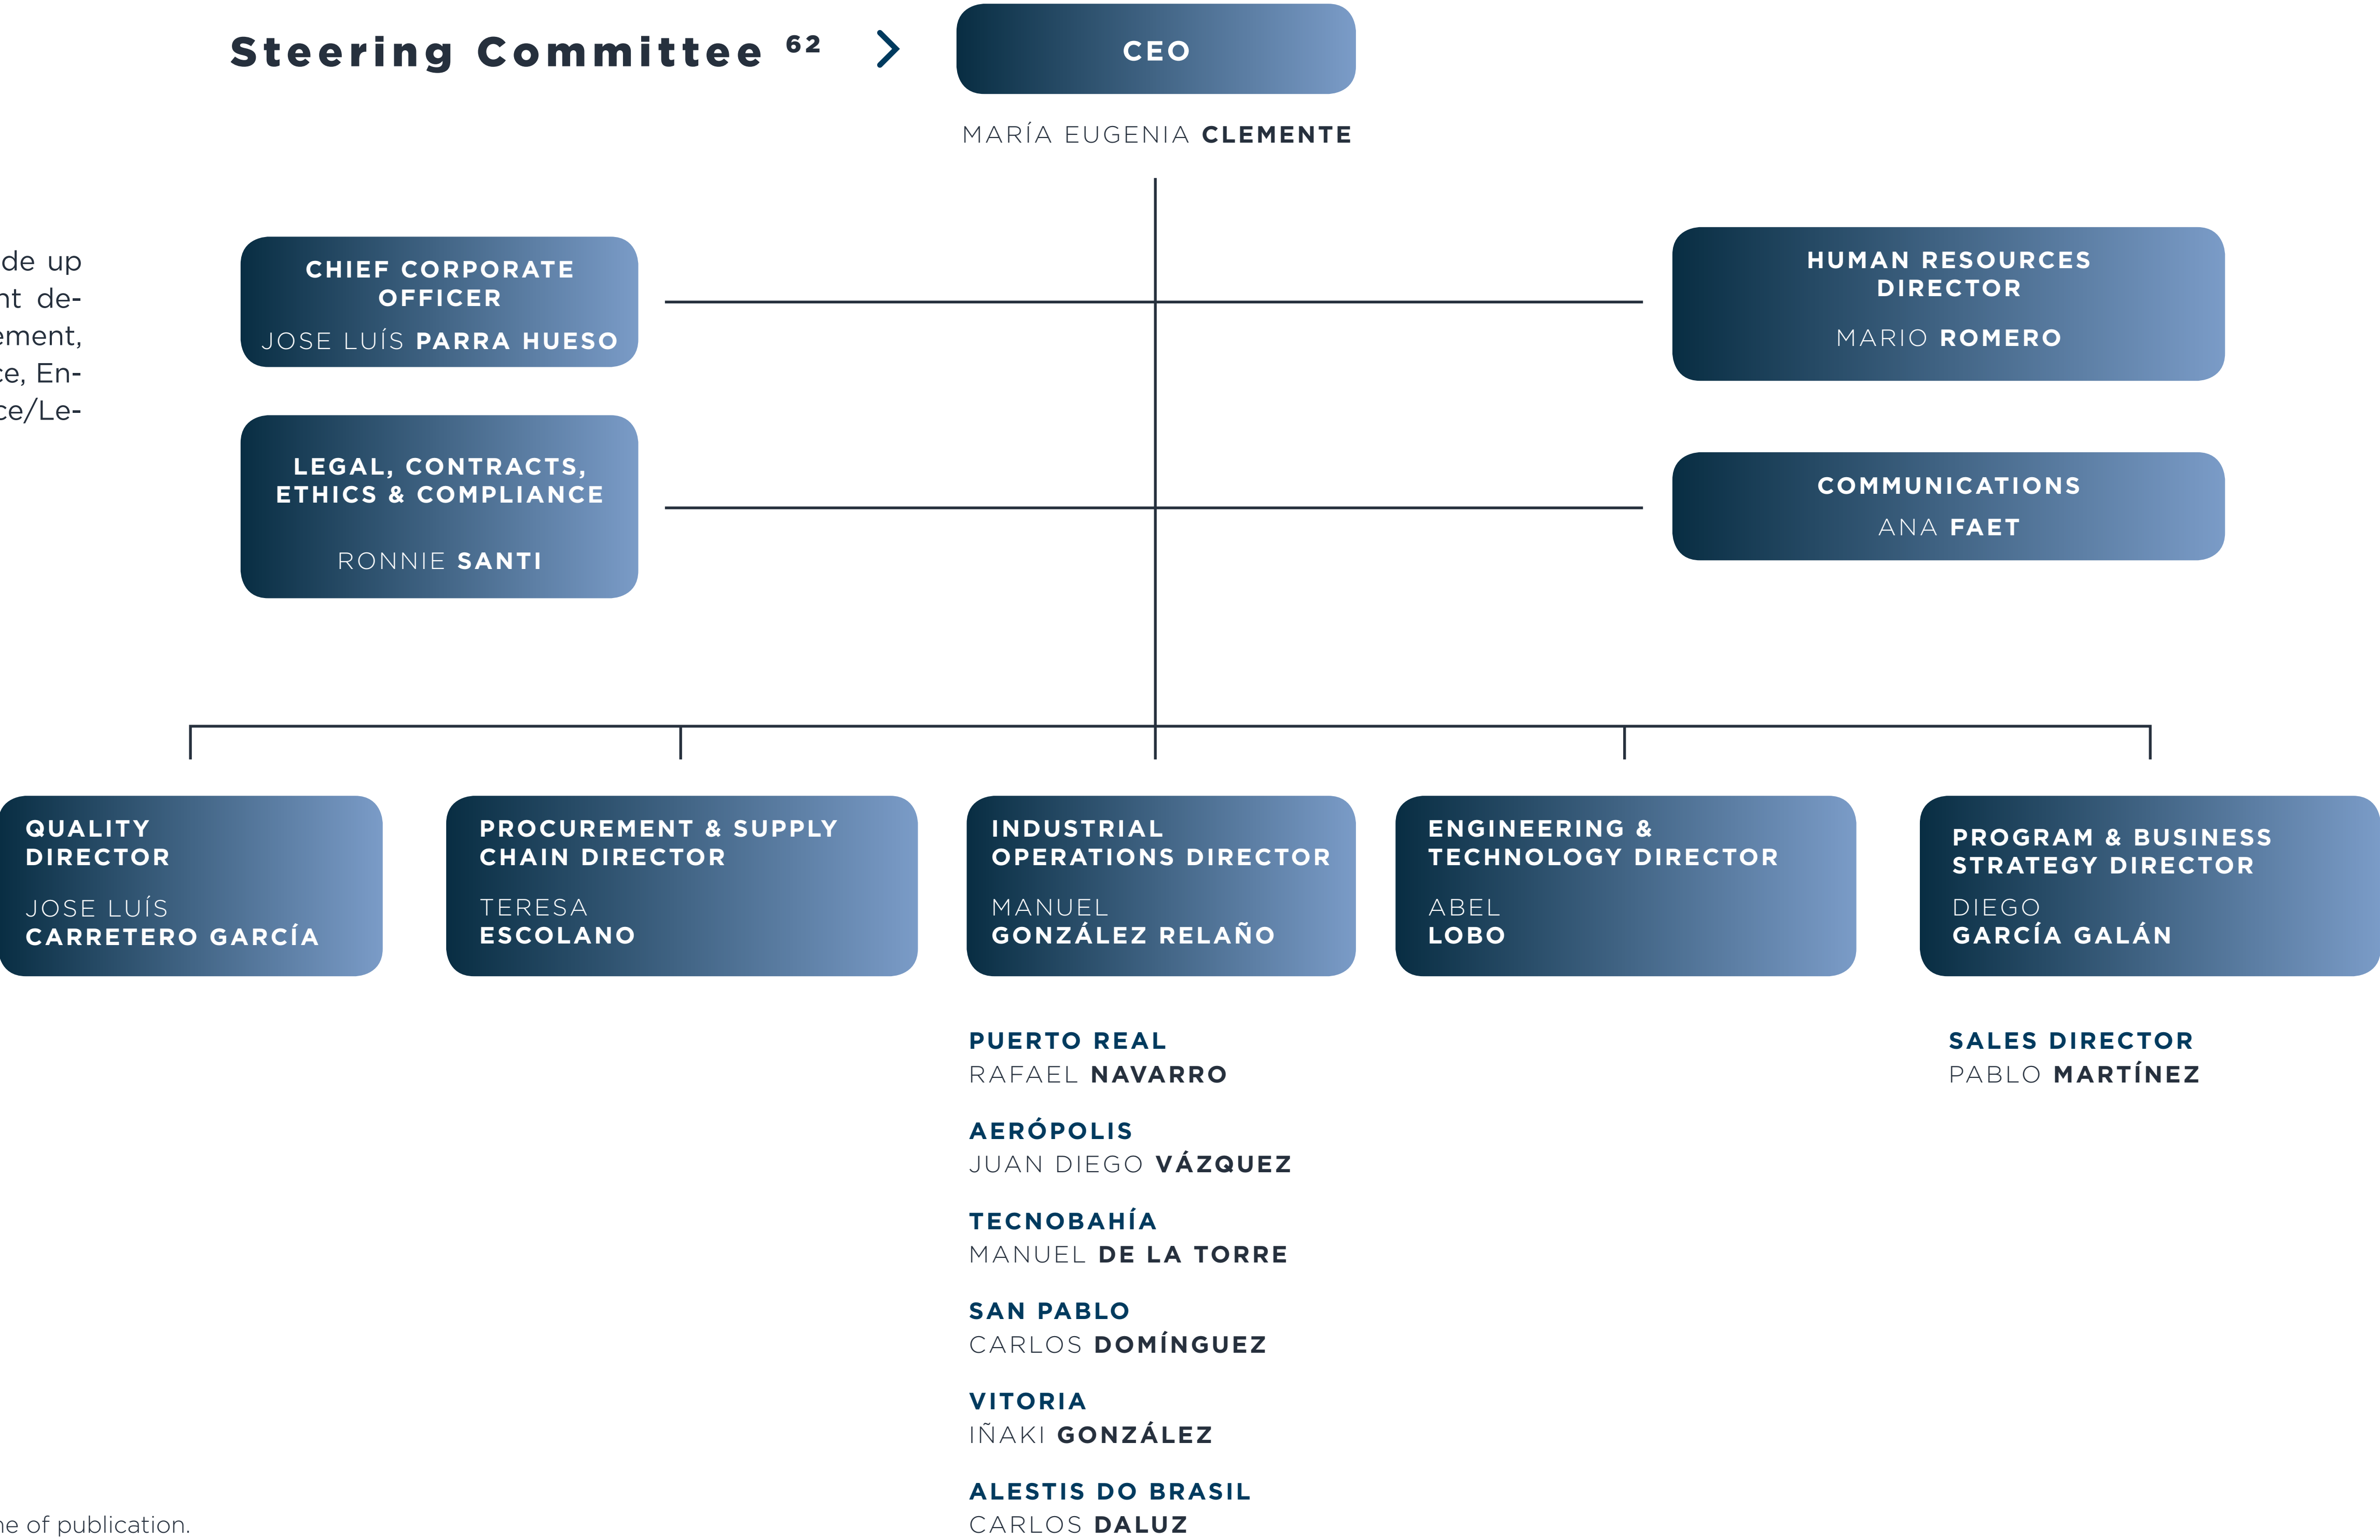 Steering Committee 62
CEO
MARÍA EUGENIA CLEMENTE
de up
nt de-
ement,
ce, En-
ce/Le-
CHIEF CORPORATE
OFFICER
JOSE LUÍS PARRA HUESO
HUMAN RESOURCES
DIRECTOR
MARIO ROMERO
LEGAL, CONTRACTS,
ETHICS & COMPLIANCE
RONNIE SANTI
COMMUNICATIONS
ANA FAET
QUALITY
DIRECTOR
JOSE LUÍS
CARRETERO GARCÍA
PROCUREMENT & SUPPLY
CHAIN DIRECTOR
TERESA
ESCOLANO
INDUSTRIAL
OPERATIONS DIRECTOR
MANUEL
GONZÁLEZ RELAÑO
ENGINEERING &
TECHNOLOGY DIRECTOR
ABEL
LOBO
PROGRAM & BUSINESS
STRATEGY DIRECTOR
DIEGO
GARCÍA GALÁN
PUERTO REAL
RAFAEL NAVARRO
AERÓPOLIS
JUAN DIEGO VÁZQUEZ
TECNOBAHÍA
MANUEL DE LA TORRE
SAN PABLO
CARLOS DOMÍNGUEZ
VITORIA
IÑAKI GONZÁLEZ
ALESTIS DO BRASIL
CARLOS DALUZ
SALES DIRECTOR
PABLO MARTÍNEZ
ne of publication.